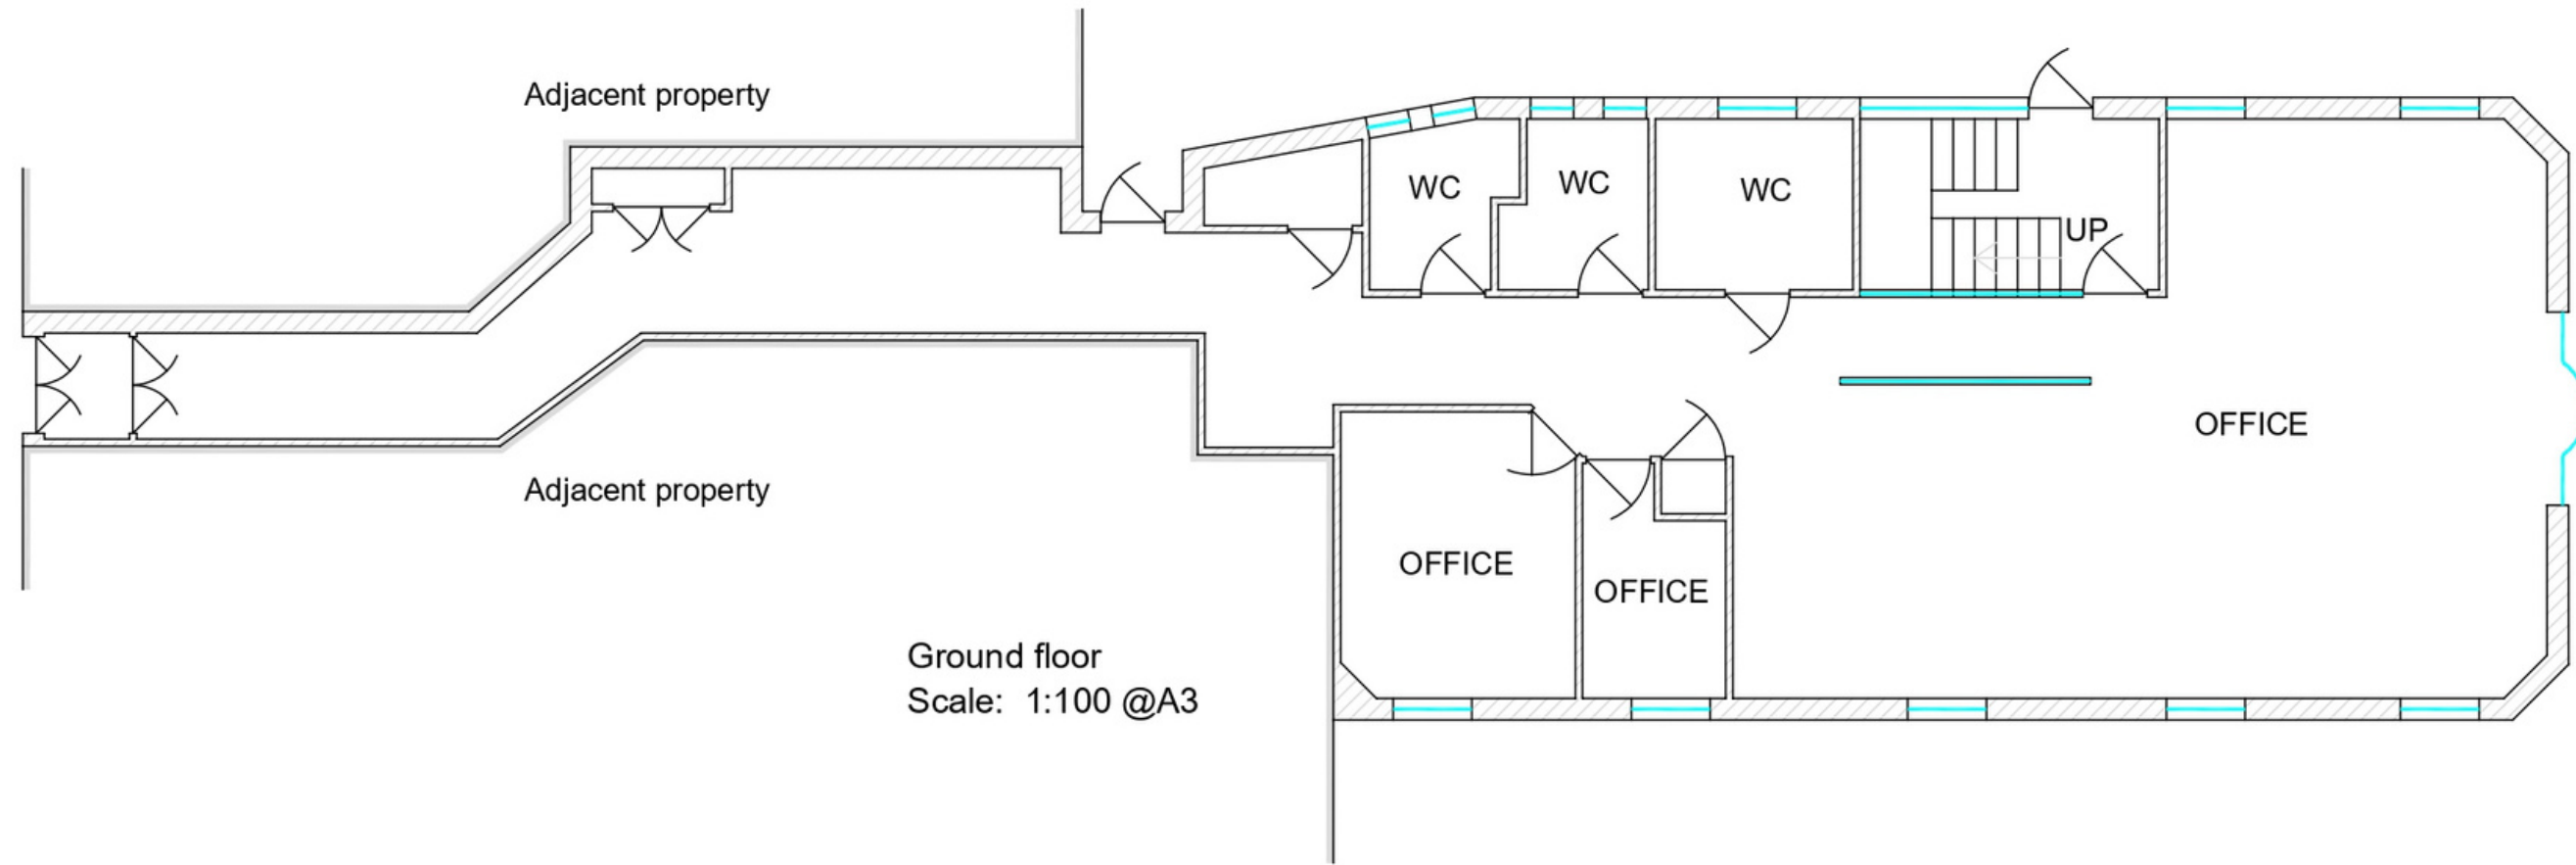 Adjacent property
WC
WC
WC
UP
OFFICE
Adjacent property
OFFICE
OFFICE
Ground floor
Scale: 1:100 @A3